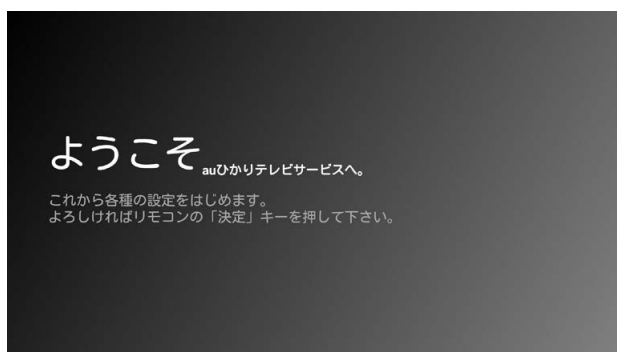 ようこそauひかりテレビサービスへ。
これから各種の設定をはじめます。
よろしければリモコンの「決定」キーを押して下さい。